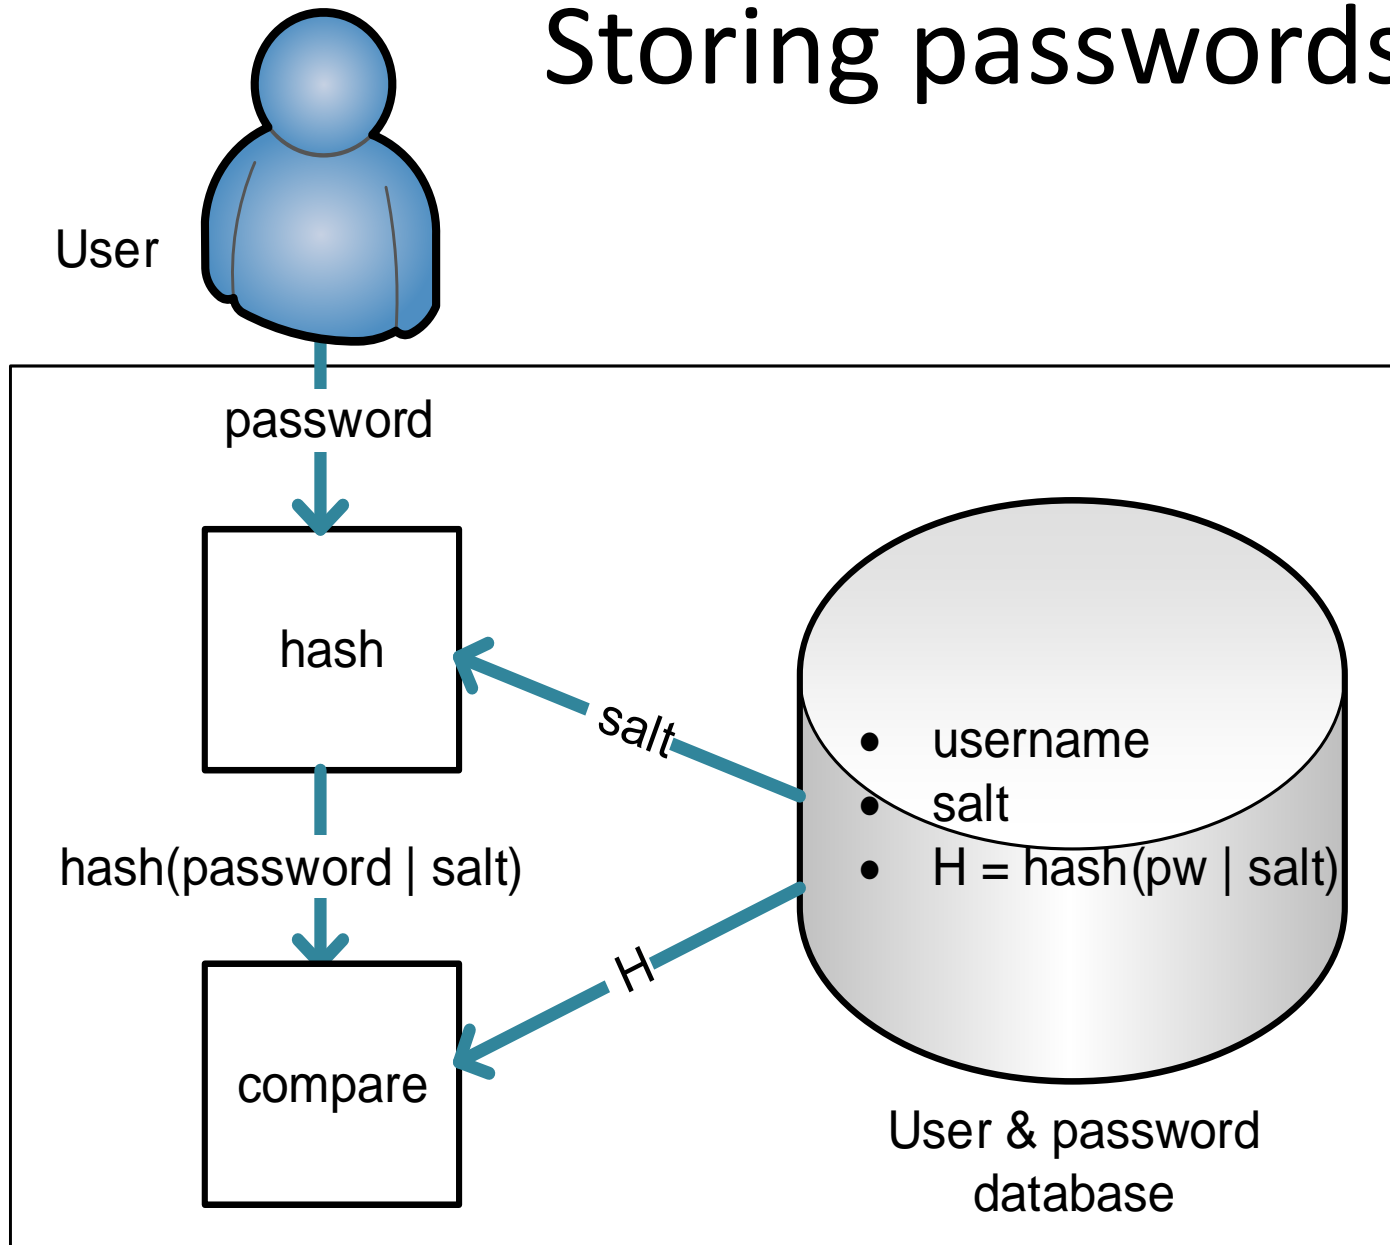 Storing passwords
User
password
hash
salt
• username
• salt
• H = hash(pw | salt)
hash(password | salt)
H
compare
User & password
database